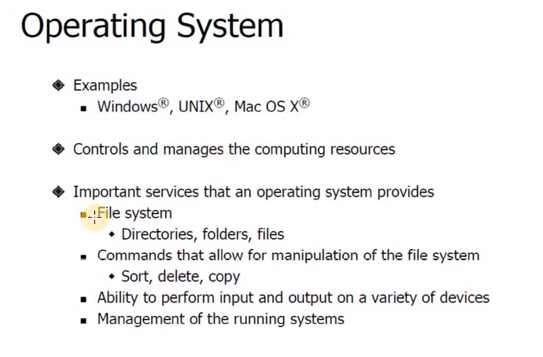 Operating System
Examples
Windows®, UNIX®, Mac OS X®
Controls and manages the computing resources
Important services that an operating system provides
File system
Directories, folders, files
Commands that allow for manipulation of the file system
Sort, delete, copy
Ability to perform input and output on a variety of devices
Management of the running systems